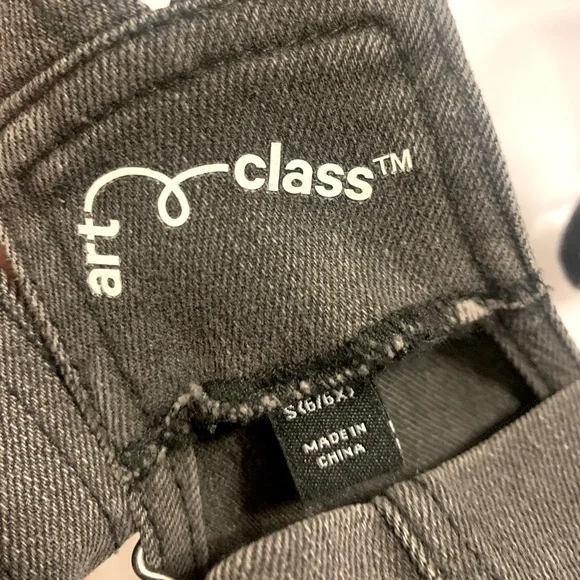 art class™
S(6/6X)
MADE IN
CHINA